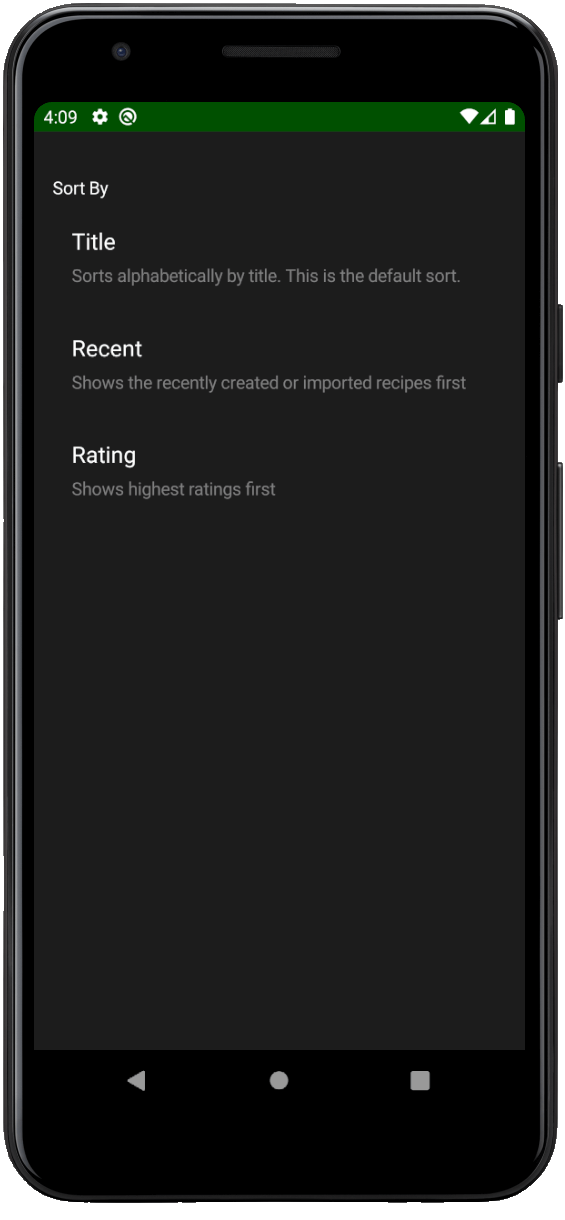 4:09
Sort By
Title
Sorts alphabetically by title. This is the default sort.
Recent
Shows the recently created or imported recipes first
Rating
Shows highest ratings first